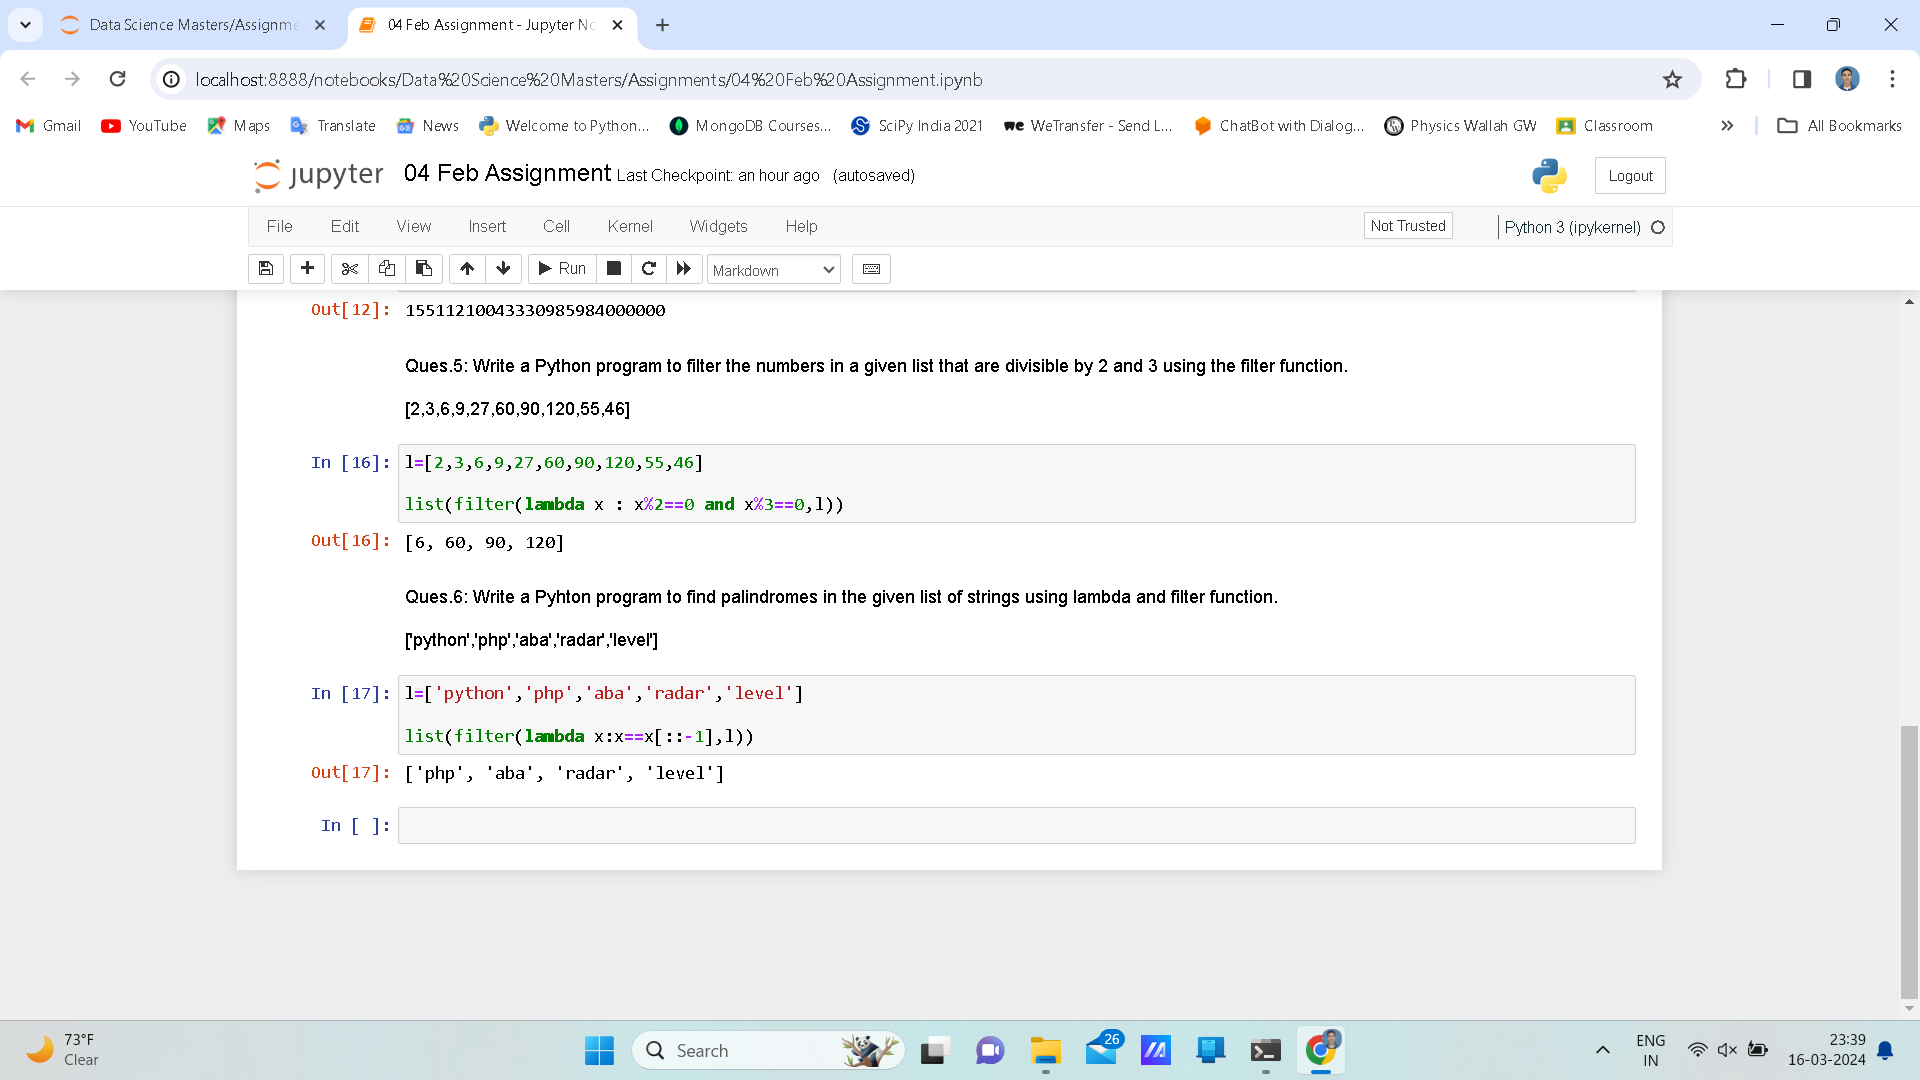 Data Science Masters/Assignme
04 Feb Assignment - Jupyter No
localhost:8888/notebooks/Data%20Science%20Masters/Assignments/04%20Feb%20Assignment.ipynb
Gmail YouTube Maps Translate News Welcome to Python... MongoDB Courses... SciPy India 2021 WeTransfer - Send L... ChatBot with Dialog... Physics Wallah GW Classroom All Bookmarks
jupyter 04 Feb Assignment Last Checkpoint: an hour ago (autosaved) Logout
File Edit View Insert Cell Kernel Widgets Help Not Trusted Python 3 (ipykernel)
Run Markdown
Out[12]: 15511210043330985984000000
Ques.5: Write a Python program to filter the numbers in a given list that are divisible by 2 and 3 using the filter function.
[2,3,6,9,27,60,90,120,55,46]
In [16]: l=[2,3,6,9,27,60,90,120,55,46]
list(filter(lambda x : x%2==0 and x%3==0,l))
Out[16]: [6, 60, 90, 120]
Ques.6: Write a Pyhton program to find palindromes in the given list of strings using lambda and filter function.
['python','php','aba','radar','level']
In [17]: l=['python','php','aba','radar','level']
list(filter(lambda x:x==x[::-1],l))
Out[17]: ['php', 'aba', 'radar', 'level']
In [ ]:
73°F
Clear
Search
26
ENG
IN
23:39
16-03-2024